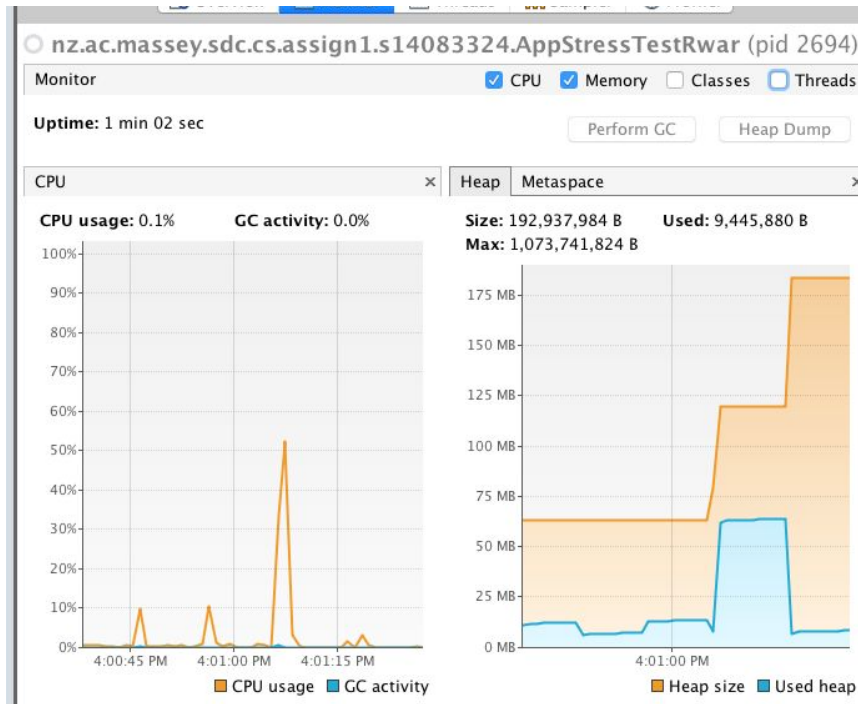 nz.ac.massey.sdc.cs.assign1.s14083324.AppStressTestRwar (pid 2694)
Monitor CPU Memory Classes Threads
Uptime: 1 min 02 sec Perform GC Heap Dump
CPU × Heap Metaspace
CPU usage: 0.1% GC activity: 0.0%
100%
90%
80%
70%
60%
50%
40%
30%
20%
10%
0%
4:00:45 PM 4:01:00 PM 4:01:15 PM
CPU usage GC activity
Size: 192,937,984 B Used: 9,445,880 B
Max: 1,073,741,824 B
175 MB
150 MB
125 MB
100 MB
75 MB
50 MB
25 MB
0 MB
4:01:00 PM
Heap size Used heap